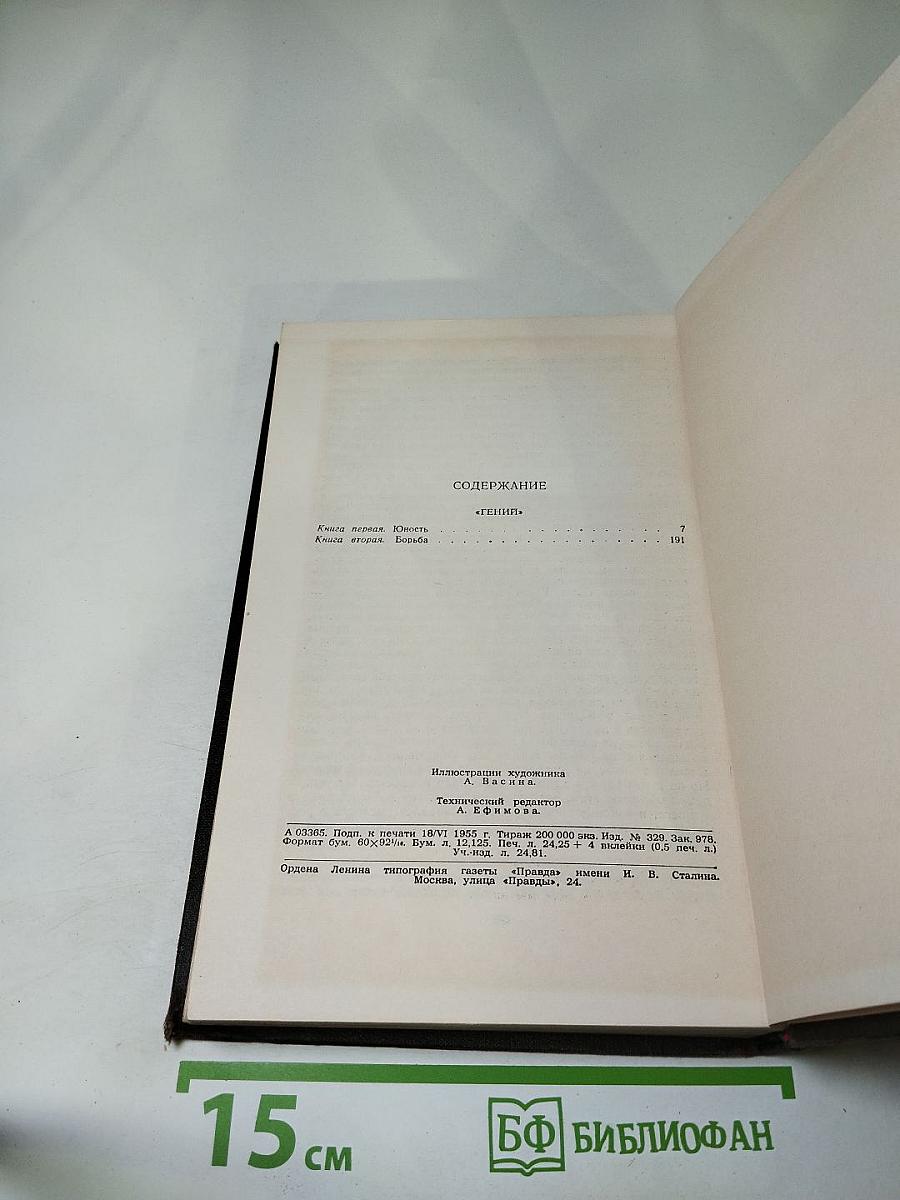 СОДЕРЖАНИЕ
«ГЕНИЙ»
Книга первая. Юность . . . . . . . . . . . . . . . . . . 7
Книга вторая. Борьба . . . . . . . . . . . . . . . . . . 191
Иллюстрации художника
А. Васина.
Технический редактор
А. Ефимова.
А 03365. Подп. к печати 18/VI 1955 г. Тираж 200 000 экз. Изд. № 329. Зак. 978.
Формат бум. 60×92¹/₁₆. Бум. л. 12,125. Печ. л. 24,25 + 4 вклейки (0,5 печ. л.)
Уч.-изд. л. 24,81.
Ордена Ленина типография газеты «Правда» имени И. В. Сталина.
Москва, улица «Правды», 24.
15 см
БФ БИБЛИОФАН